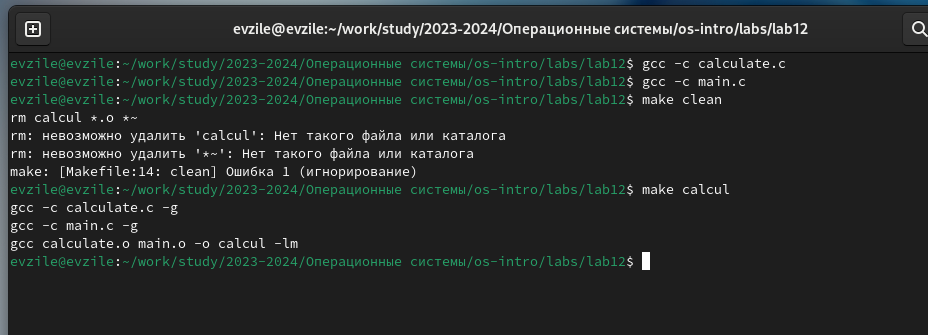 evzile@evzile:~/work/study/2023-2024/Операционные системы/os-intro/labs/lab12
evzile@evzile:~/work/study/2023-2024/Операционные системы/os-intro/labs/lab12$ gcc -c calculate.c
evzile@evzile:~/work/study/2023-2024/Операционные системы/os-intro/labs/lab12$ gcc -c main.c
evzile@evzile:~/work/study/2023-2024/Операционные системы/os-intro/labs/lab12$ make clean
rm calcul *.o *~
rm: невозможно удалить 'calcul': Нет такого файла или каталога
rm: невозможно удалить '*~': Нет такого файла или каталога
make: [Makefile:14: clean] Ошибка 1 (игнорирование)
evzile@evzile:~/work/study/2023-2024/Операционные системы/os-intro/labs/lab12$ make calcul
gcc -c calculate.c -g
gcc -c main.c -g
gcc calculate.o main.o -o calcul -lm
evzile@evzile:~/work/study/2023-2024/Операционные системы/os-intro/labs/lab12$